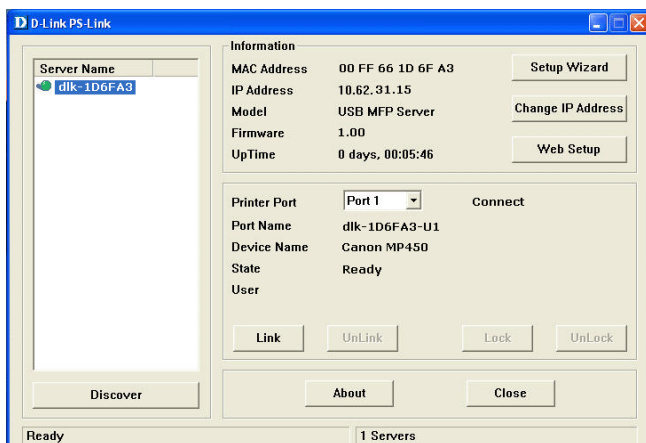 D D-Link PS-Link
Server Name
dlk-1D6FA3
Discover
Information
MAC Address 00 FF 66 1D 6F A3
IP Address 10.62.31.15
Model USB MFP Server
Firmware 1.00
UpTime 0 days, 00:05:46
Setup Wizard
Change IP Address
Web Setup
Printer Port Port 1 Connect
Port Name dlk-1D6FA3-U1
Device Name Canon MP450
State Ready
User
Link UnLink Lock UnLock
About Close
Ready 1 Servers